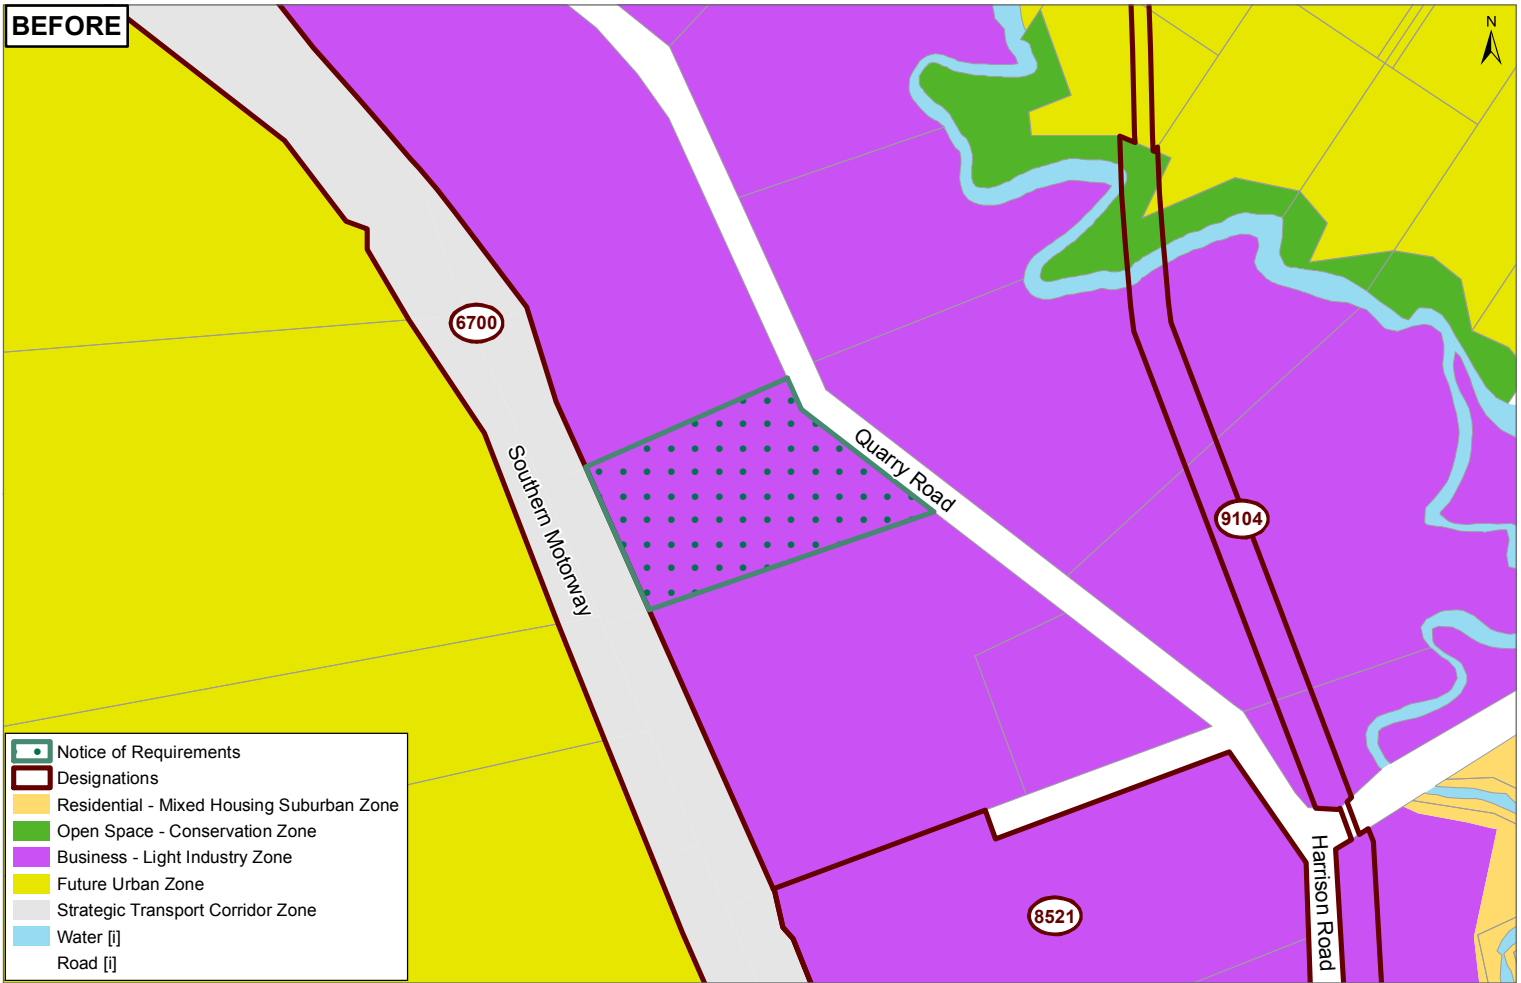 BEFORE
N
6700
Southern Motorway
Quarry Road
9104
8521
Harrison Road
Notice of Requirements
Designations
Residential - Mixed Housing Suburban Zone
Open Space - Conservation Zone
Business - Light Industry Zone
Future Urban Zone
Strategic Transport Corridor Zone
Water [i]
Road [i]